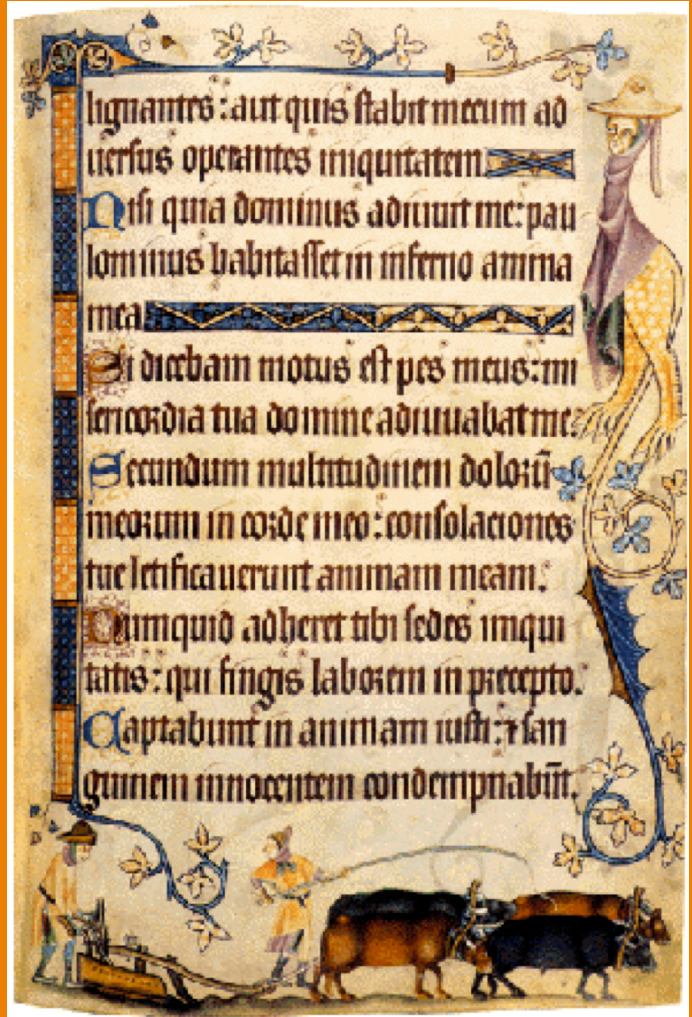 lignantes: aut quis stabit mecum ad
uersus operantes iniquitatem.
Nisi quia dominus adiuuit me: pau
lominus habitasset in inferno anima
mea.
Si dicebam motus est pes meus: mi
sericordia tua domine adiuuabat me.
Secundum multitudinem dolorū
meorum in corde meo: consolaciones
tue letificauerunt animam meam.
Numquid adheret tibi sedes iniqui
tatis: qui fingis laborem in precepto.
Captabunt in animam iusti: ⁊ san
guinem innocentem condempnabūt.